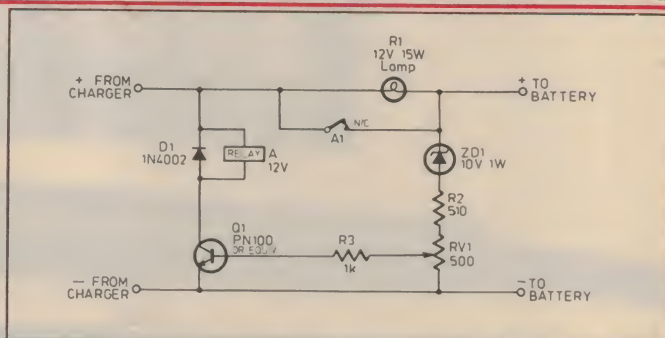 R1
12V 15W
Lamp
+ FROM
CHARGER
+ TO
BATTERY
N/C
A1
D1
1N4002
RELAY A
12V
ZD1
10V 1W
R2
510
Q1
PN100
OR EQUIV
R3
1k
RV1
500
— FROM
CHARGER
— TO
BATTERY